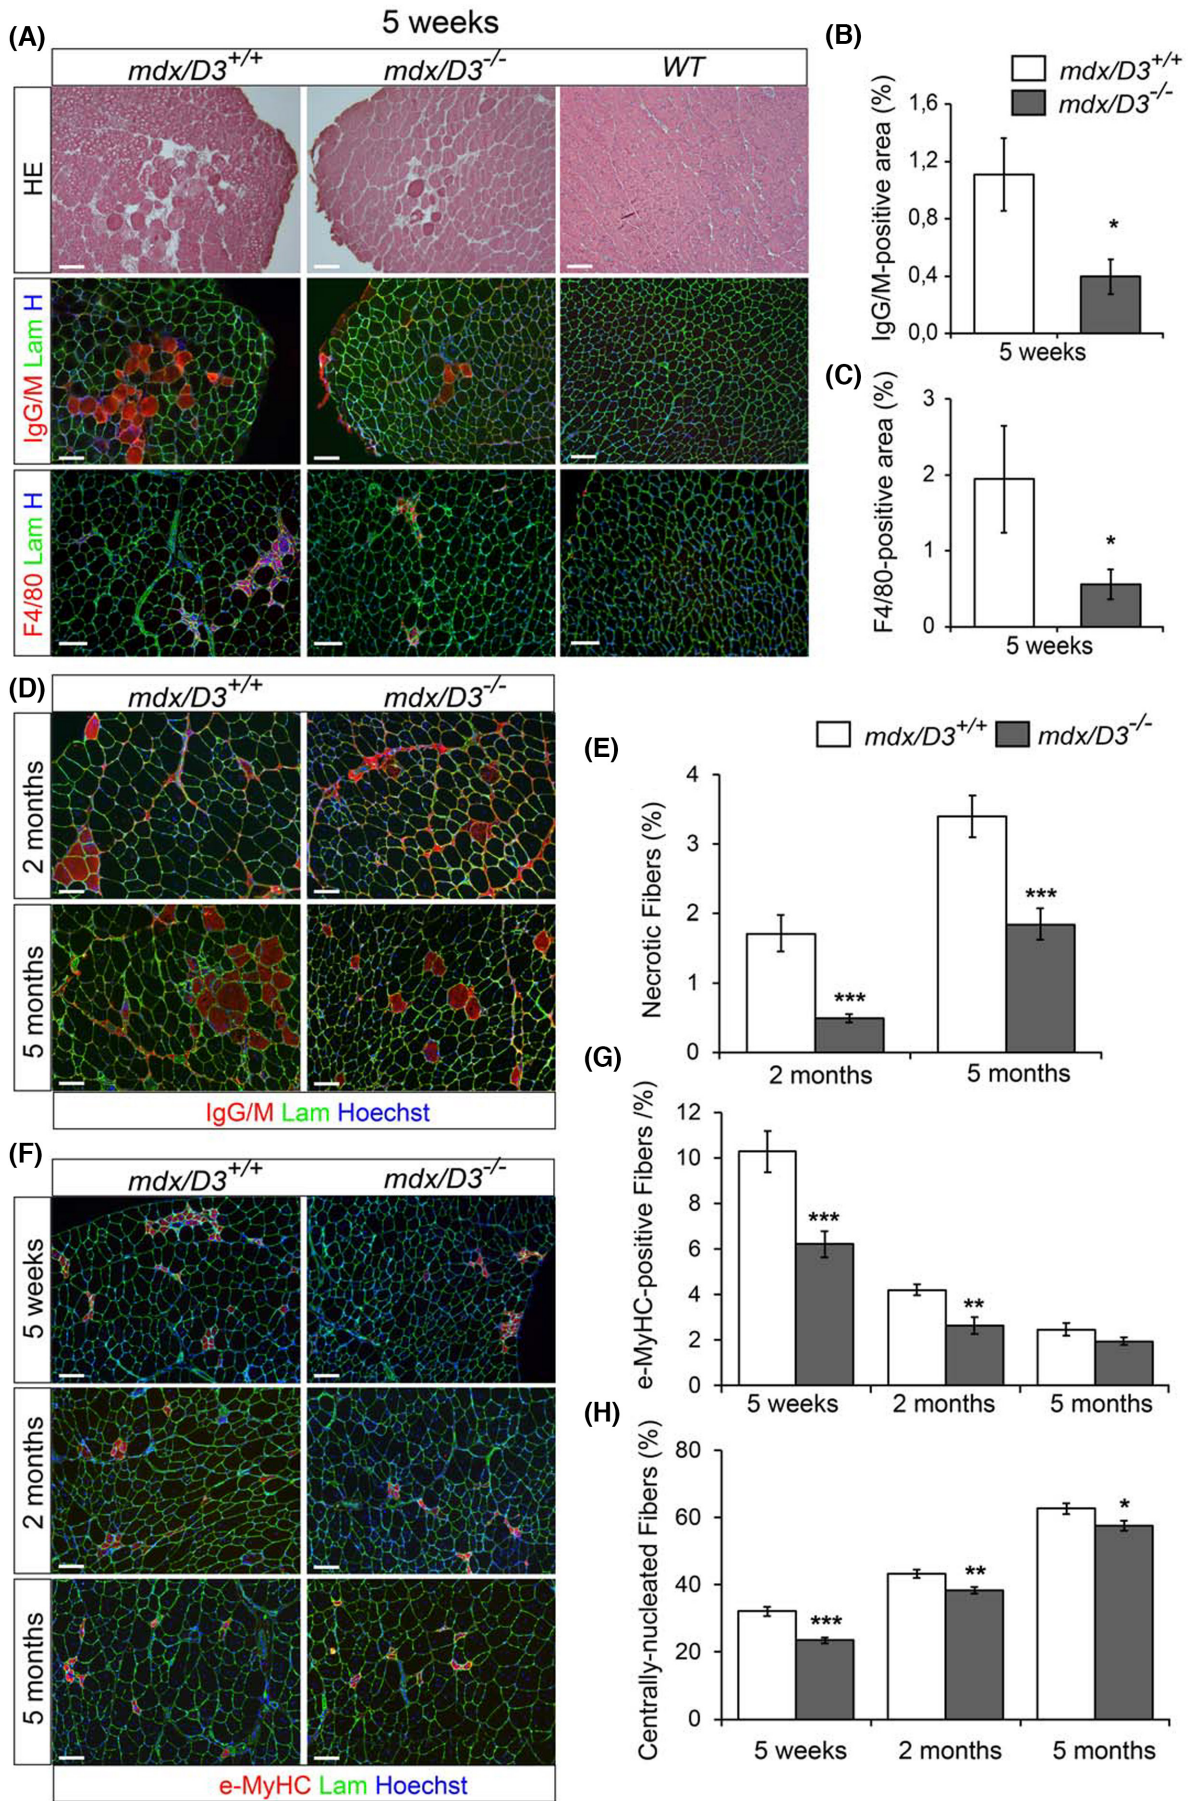 5 weeks
(A)
mdx/D3+/+ mdx/D3-/- WT
HE
IgG/M Lam H
F4/80 Lam H
(B)
mdx/D3+/+
mdx/D3-/-
IgG/M-positive area (%)
1,6
1,2
0,8
0,4
0,0
*
5 weeks
(C)
F4/80-positive area (%)
3
2
1
0
*
5 weeks
(D)
mdx/D3+/+ mdx/D3-/-
2 months
5 months
IgG/M Lam Hoechst
(E)
mdx/D3+/+ mdx/D3-/-
Necrotic Fibers (%)
4
3
2
1
0
***
***
2 months 5 months
(F)
mdx/D3+/+ mdx/D3-/-
5 weeks
2 months
5 months
e-MyHC Lam Hoechst
(G)
e-MyHC-positive Fibers /%)
12
10
8
6
4
2
0
***
**
5 weeks 2 months 5 months
(H)
Centrally-nucleated Fibers (%)
80
60
40
20
0
***
**
*
5 weeks 2 months 5 months